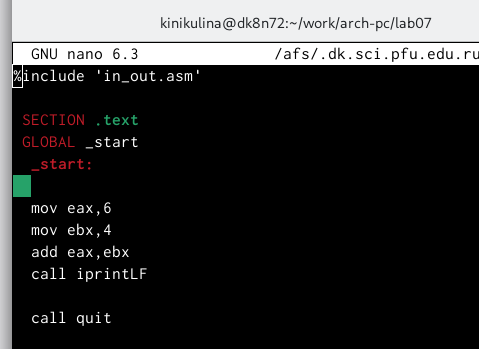 kinikulina@dk8n72:~/work/arch-pc/lab07
GNU nano 6.3 /afs/.dk.sci.pfu.edu.ru
%include 'in_out.asm'
SECTION .text
GLOBAL _start
_start:
mov eax,6
mov ebx,4
add eax,ebx
call iprintLF
call quit